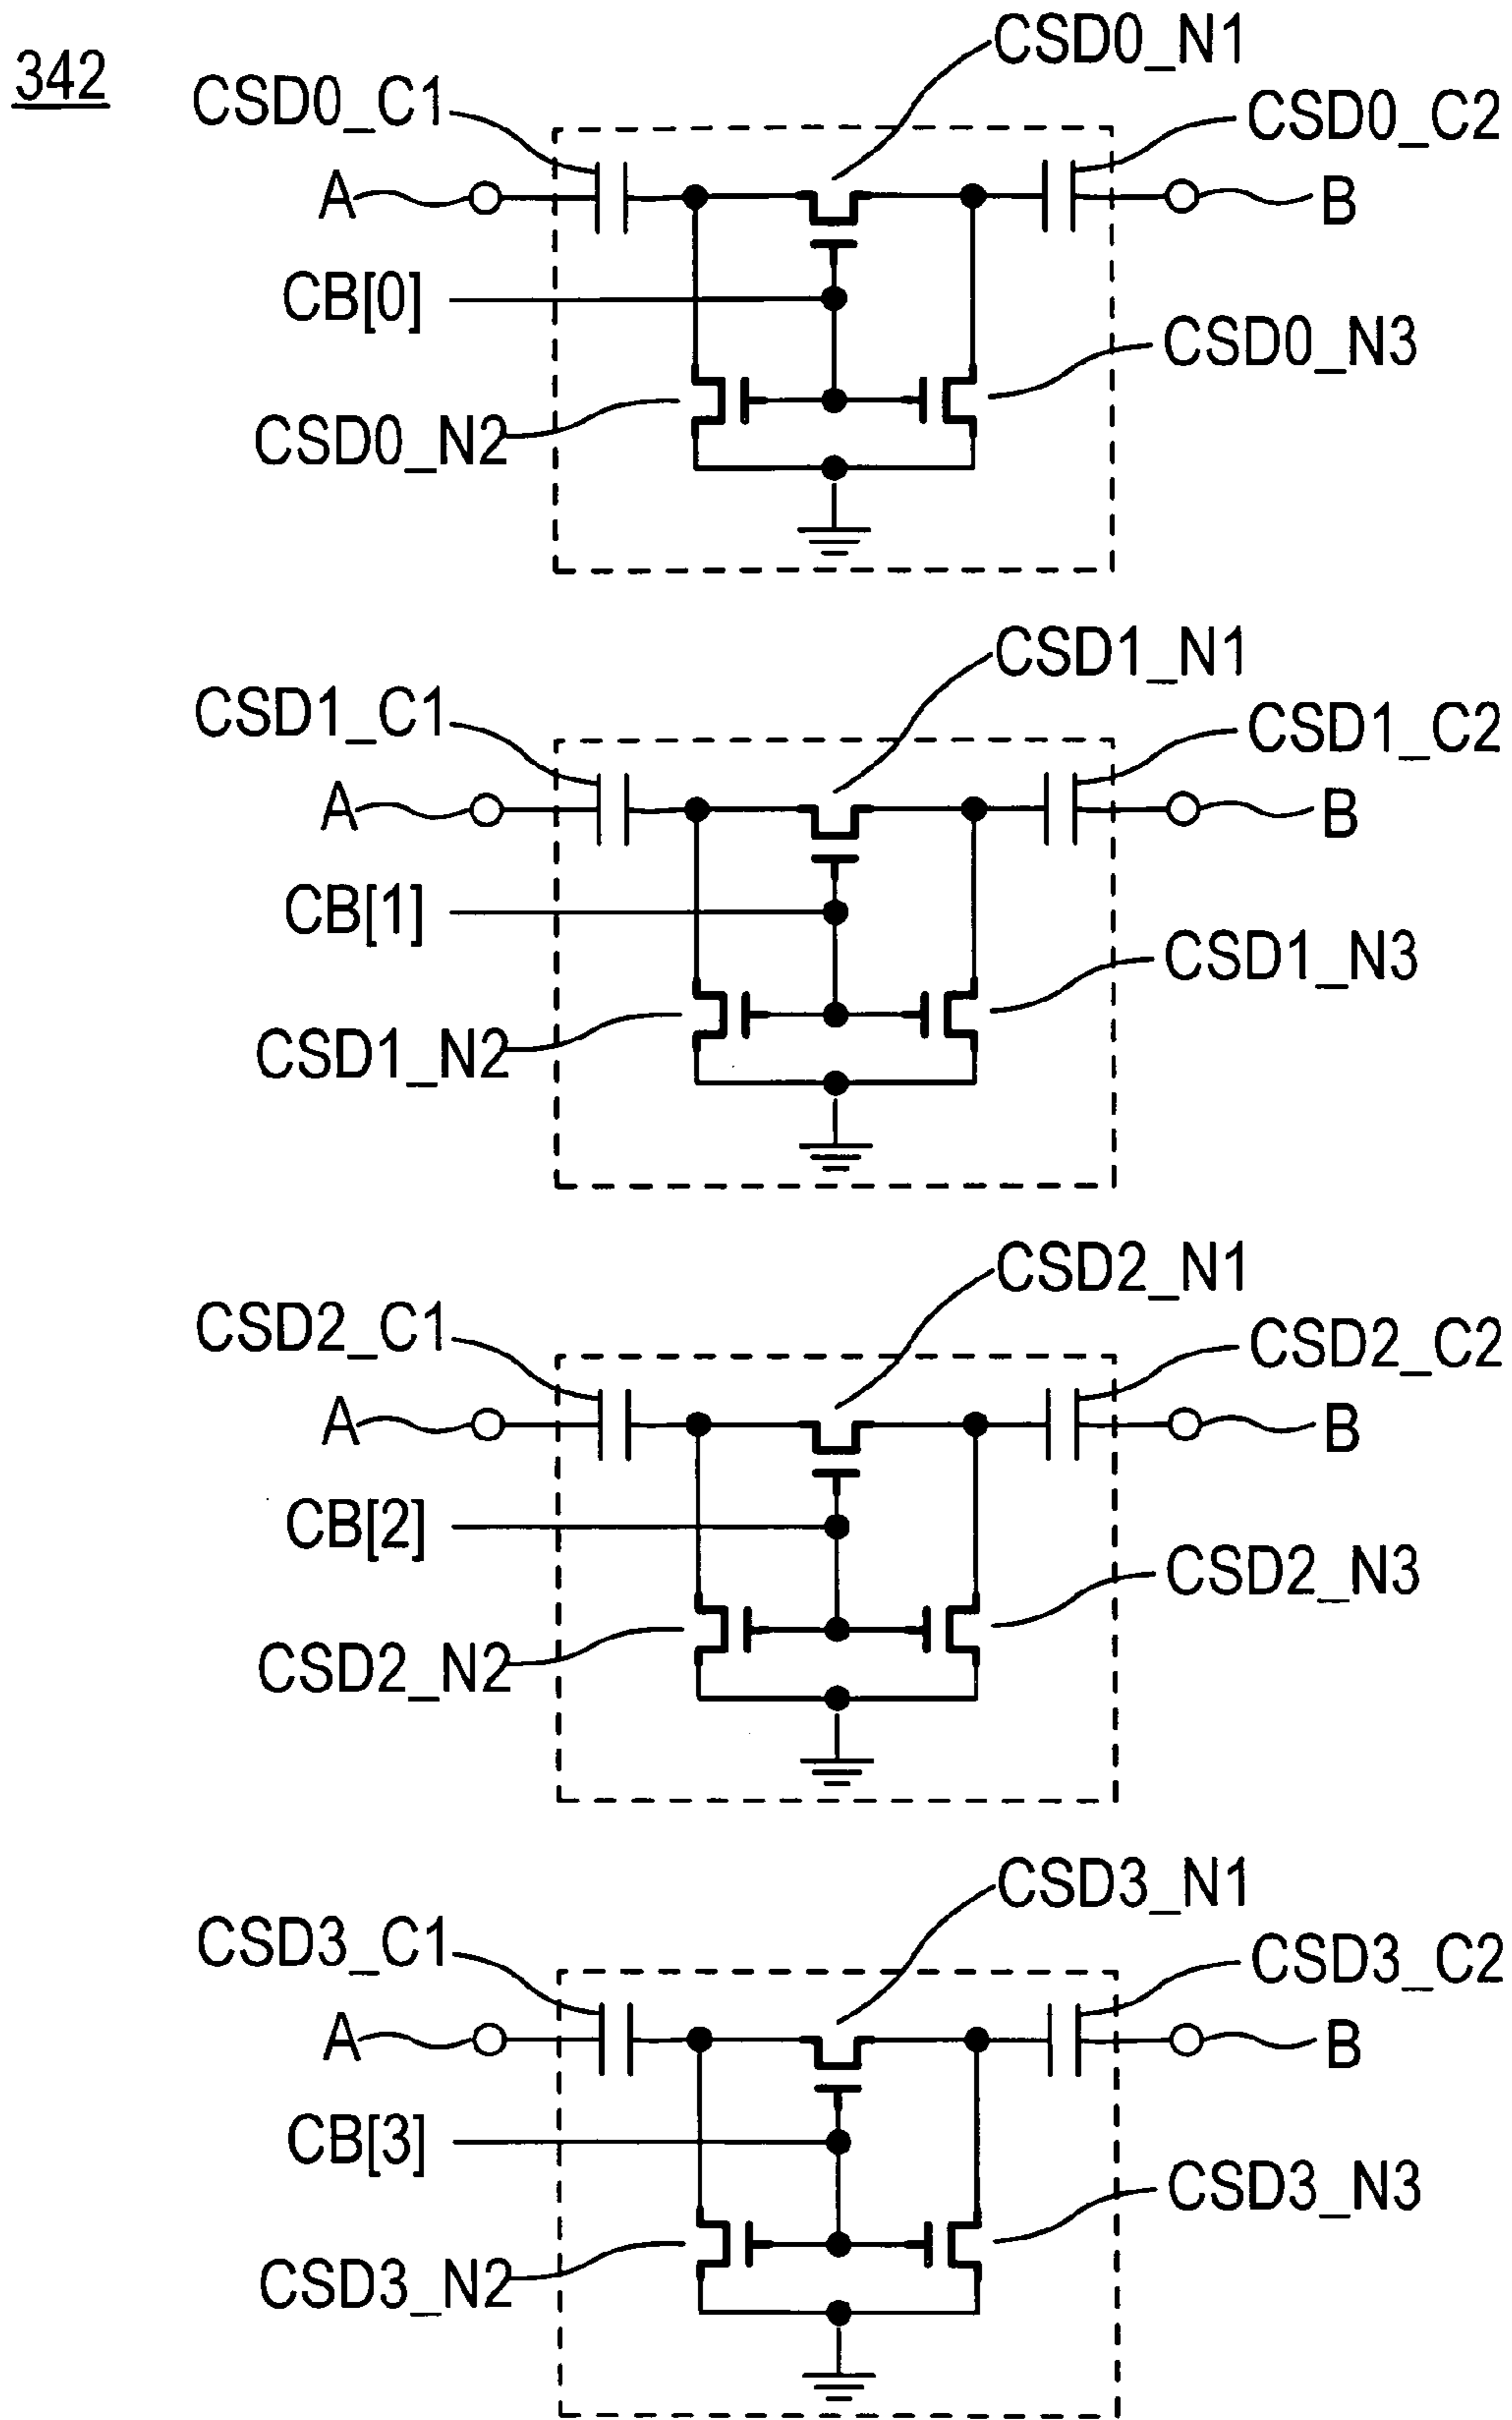 342
CSD0_N1
CSD0_C1
CSD0_C2
A
B
CB[0]
CSD0_N3
CSD0_N2
CSD1_N1
CSD1_C1
CSD1_C2
A
B
CB[1]
CSD1_N3
CSD1_N2
CSD2_N1
CSD2_C1
CSD2_C2
A
B
CB[2]
CSD2_N3
CSD2_N2
CSD3_N1
CSD3_C1
CSD3_C2
A
B
CB[3]
CSD3_N3
CSD3_N2